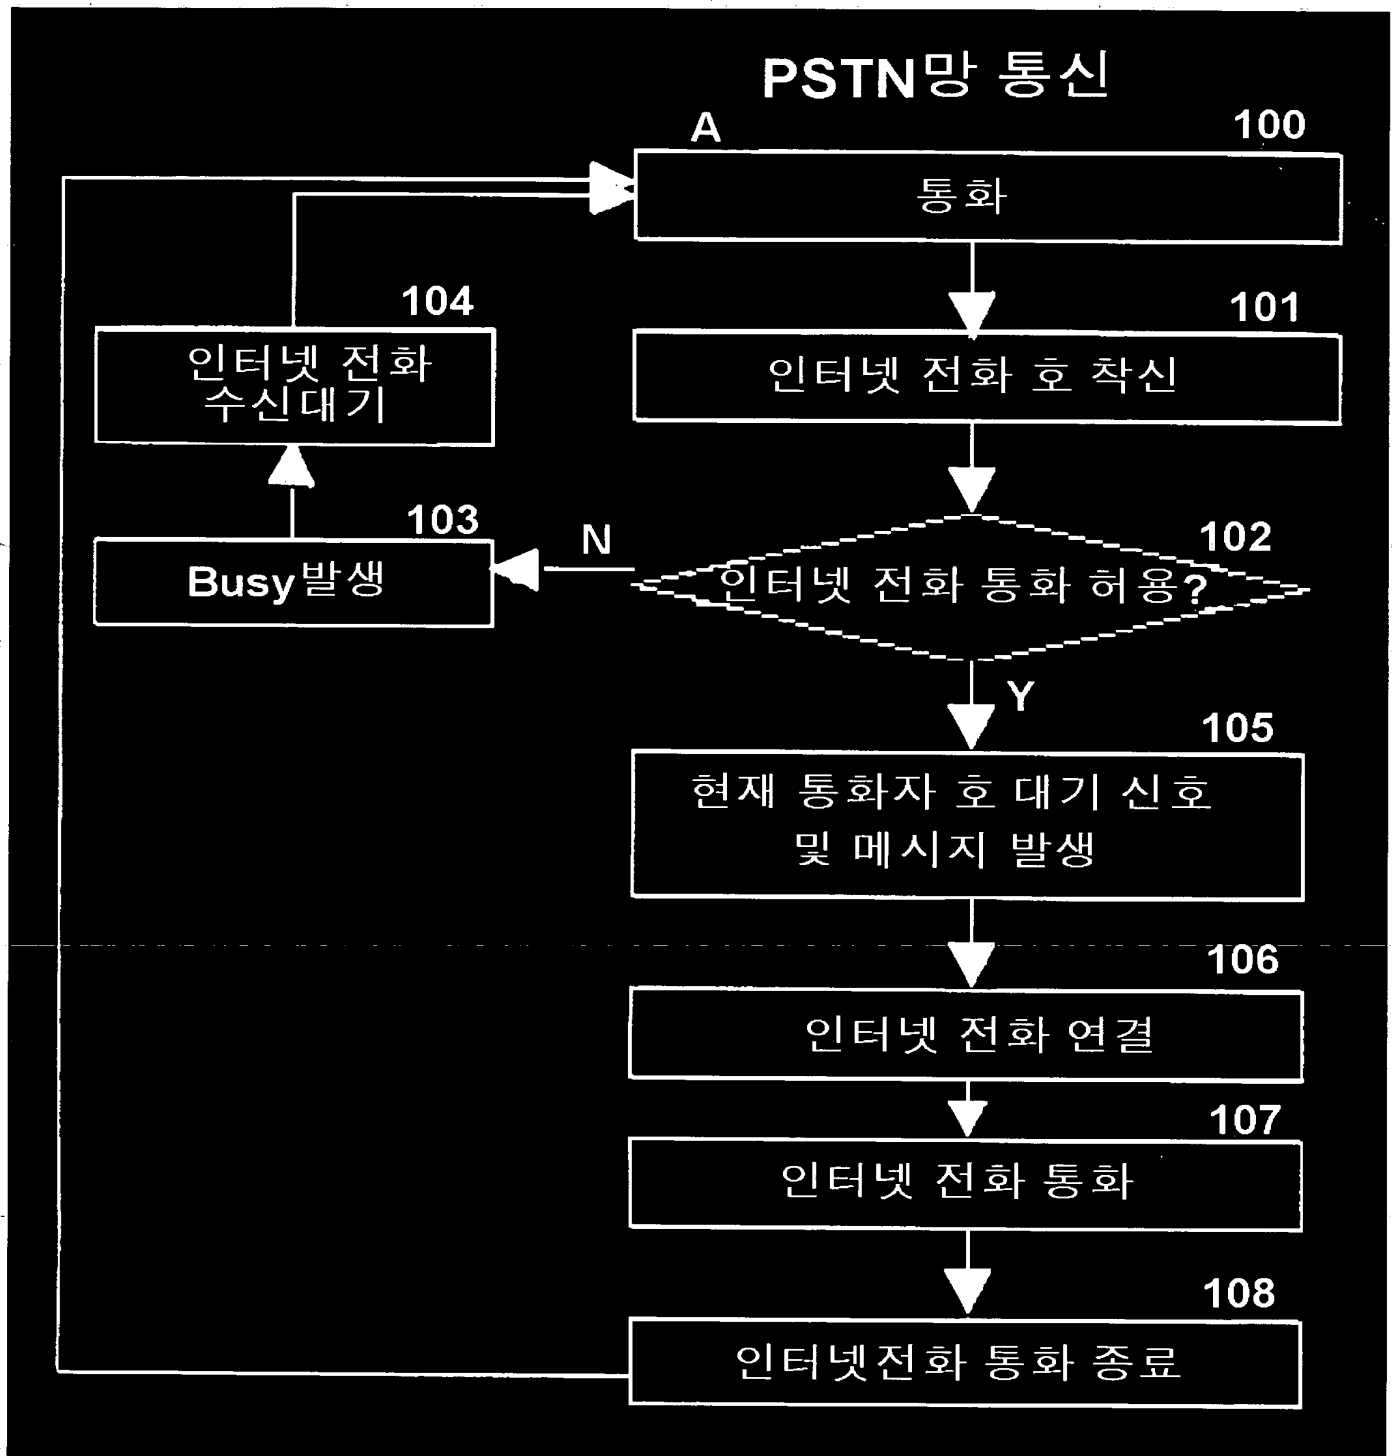 PSTN망 통신
A
100
통화
101
인터넷 전화 호 착신
102
인터넷 전화 통화 허용?
N
103
Busy발생
104
인터넷 전화
수신대기
Y
105
현재 통화자 호 대기 신호
및 메시지 발생
106
인터넷 전화 연결
107
인터넷 전화 통화
108
인터넷전화 통화 종료